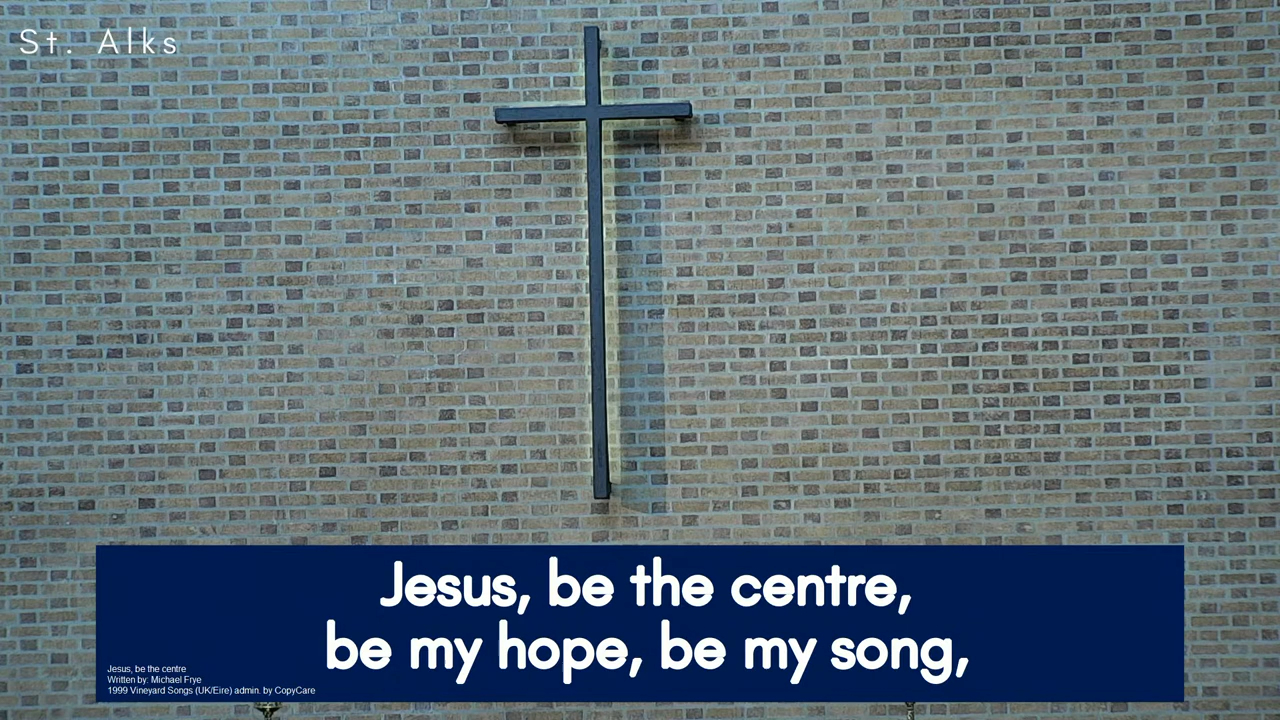 St. Alks
Jesus, be the centre,
be my hope, be my song,
Jesus, be the centre
Written by: Michael Frye
1999 Vineyard Songs (UK/Eire) admin. by CopyCare